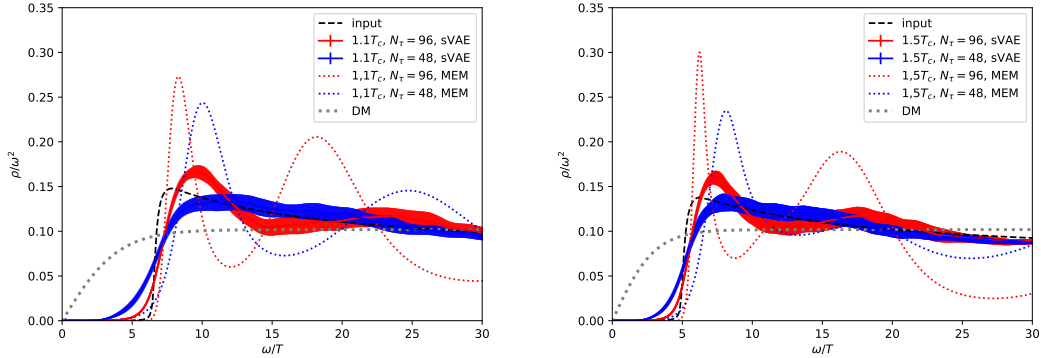 0.35
0.30
0.25
0.20
0.15
0.10
0.05
0.00
ρ/ω²
0 5 10 15 20 25 30
ω/T
input
1.1T_c, N_τ = 96, sVAE
1.1T_c, N_τ = 48, sVAE
1,1T_c, N_τ = 96, MEM
1,1T_c, N_τ = 48, MEM
DM
0.35
0.30
0.25
0.20
0.15
0.10
0.05
0.00
ρ/ω²
0 5 10 15 20 25 30
ω/T
input
1.5T_c, N_τ = 96, sVAE
1.5T_c, N_τ = 48, sVAE
1,5T_c, N_τ = 96, MEM
1,5T_c, N_τ = 48, MEM
DM